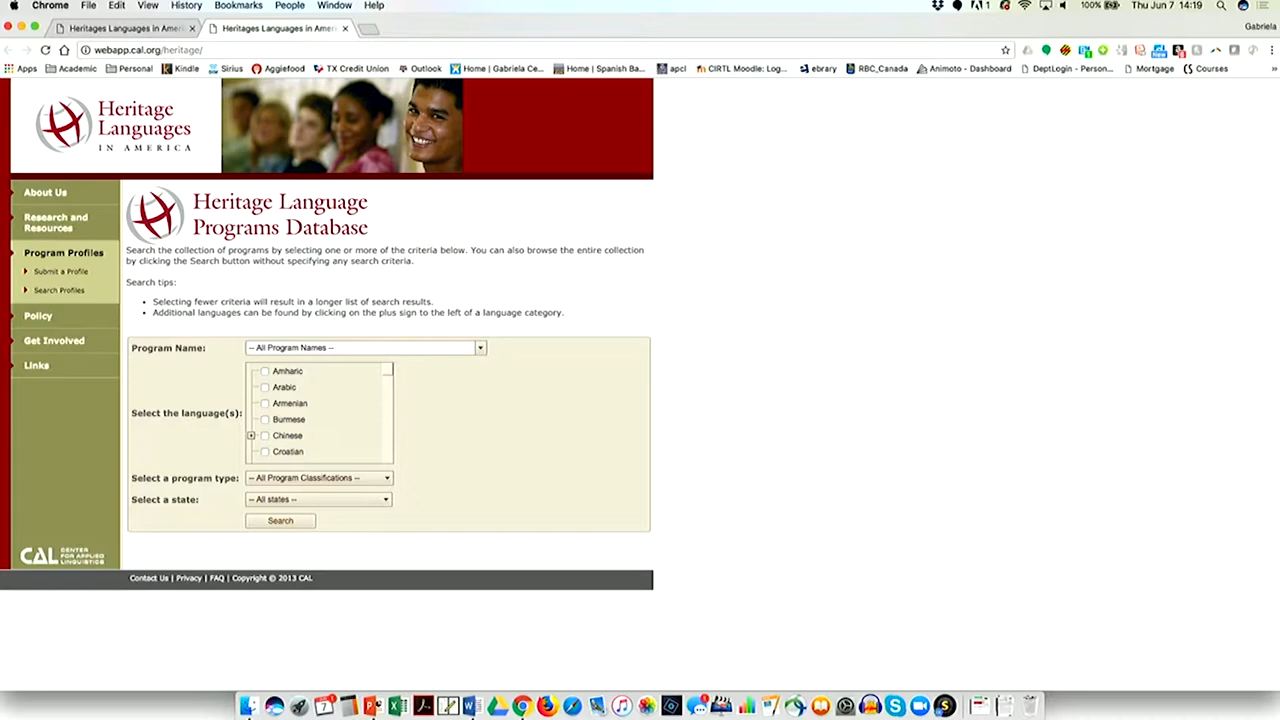 Chrome File Edit View History Bookmarks People Window Help 1 100% Thu Jun 7 14:19
Heritages Languages in Amer × Heritages Languages in Amer × Gabriela
webapp.cal.org/heritage/
Apps Academic Personal Kindle Sirius Aggiefood TX Credit Union Outlook Home | Gabriela Ce... Home | Spanish Ba... apcl CIRTL Moodle: Log... ebrary RBC_Canada Animoto - Dashboard DeptLogin - Person... Mortgage Courses »
Heritage
Languages
IN AMERICA
About Us
Research and
Resources
Program Profiles
Submit a Profile
Search Profiles
Policy
Get Involved
Links
CAL CENTER
FOR APPLIED
LINGUISTICS
Heritage Language
Programs Database
Search the collection of programs by selecting one or more of the criteria below. You can also browse the entire collection
by clicking the Search button without specifying any search criteria.
Search tips:
• Selecting fewer criteria will result in a longer list of search results.
• Additional languages can be found by clicking on the plus sign to the left of a language category.
Program Name: -- All Program Names --
Select the language(s):
Amharic
Arabic
Armenian
Burmese
Chinese
Croatian
Select a program type: -- All Program Classifications --
Select a state: -- All states --
Search
Contact Us | Privacy | FAQ | Copyright © 2013 CAL